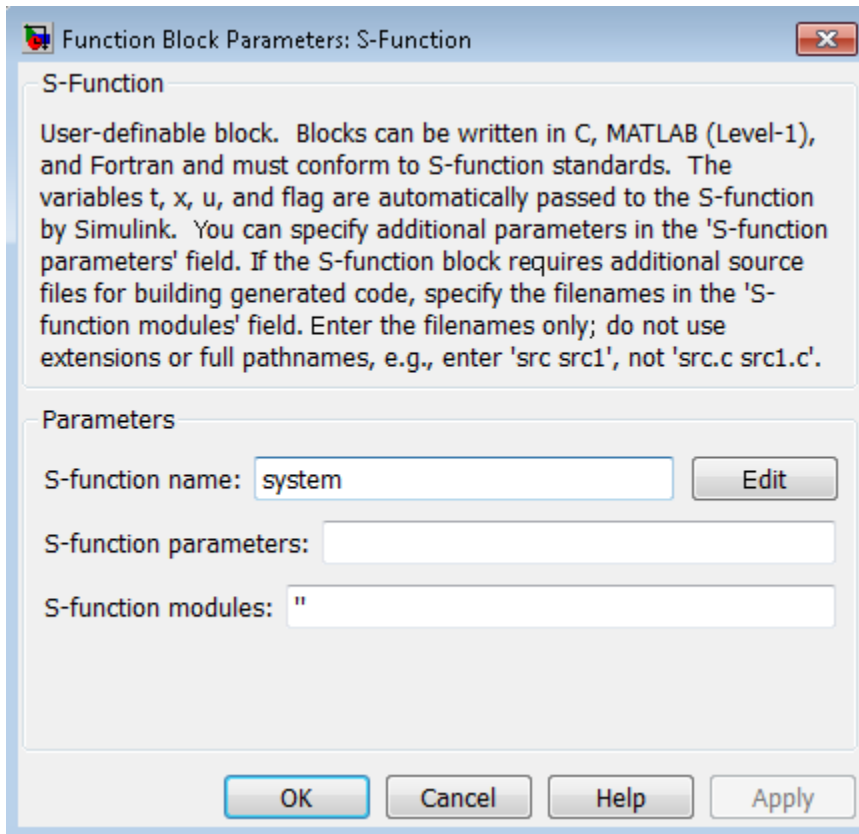 Function Block Parameters: S-Function
S-Function
User-definable block.  Blocks can be written in C, MATLAB (Level-1),
and Fortran and must conform to S-function standards.  The
variables t, x, u, and flag are automatically passed to the S-function
by Simulink.  You can specify additional parameters in the 'S-function
parameters' field. If the S-function block requires additional source
files for building generated code, specify the filenames in the 'S-
function modules' field. Enter the filenames only; do not use
extensions or full pathnames, e.g., enter 'src src1', not 'src.c src1.c'.
Parameters
S-function name: system Edit
S-function parameters:
S-function modules: ''
OK Cancel Help Apply